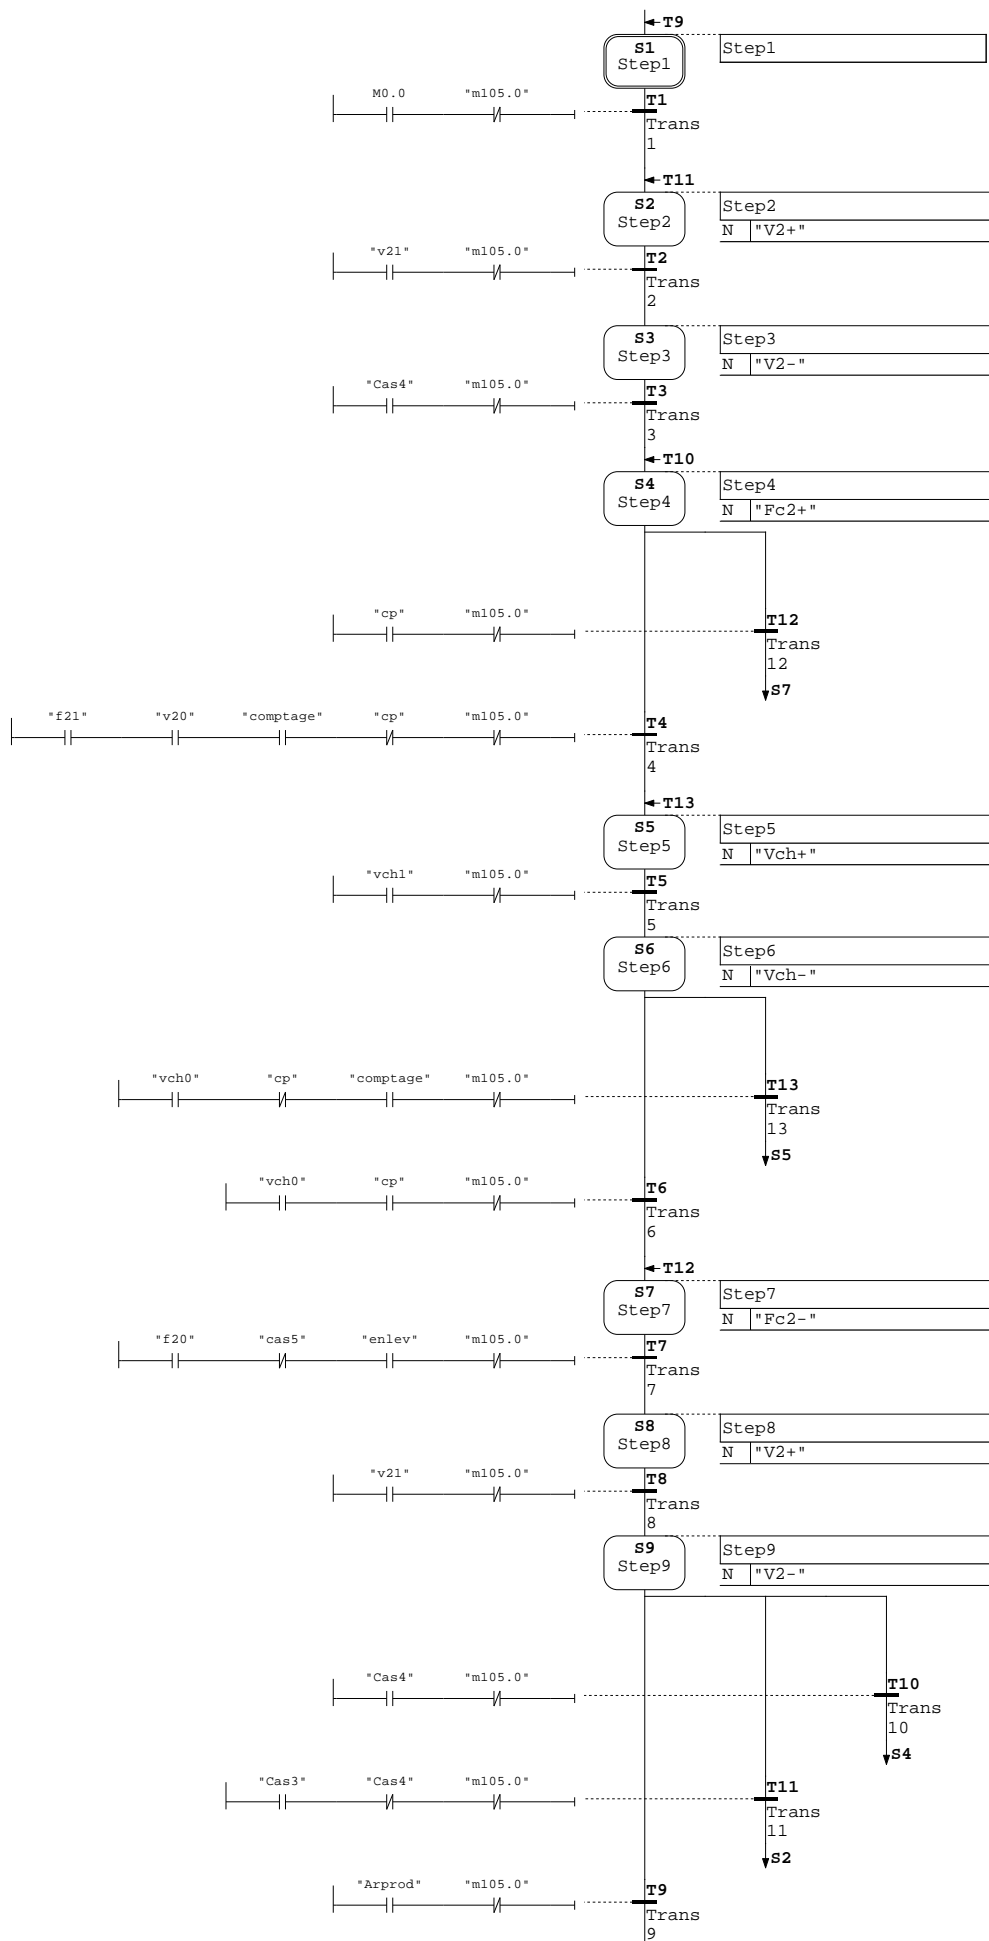 T9
S1
Step1
Step1
M0.0 "m105.0"
T1
Trans
1
T11
S2
Step2
Step2
N "V2+"
"v21" "m105.0"
T2
Trans
2
S3
Step3
Step3
N "V2-"
"Cas4" "m105.0"
T3
Trans
3
T10
S4
Step4
Step4
N "Fc2+"
"cp" "m105.0"
T12
Trans
12
S7
"f21" "v20" "comptage" "cp" "m105.0"
T4
Trans
4
T13
S5
Step5
Step5
N "Vch+"
"vch1" "m105.0"
T5
Trans
5
S6
Step6
Step6
N "Vch-"
"vch0" "cp" "comptage" "m105.0"
T13
Trans
13
S5
"vch0" "cp" "m105.0"
T6
Trans
6
T12
S7
Step7
Step7
N "Fc2-"
"f20" "cas5" "enlev" "m105.0"
T7
Trans
7
S8
Step8
Step8
N "V2+"
"v21" "m105.0"
T8
Trans
8
S9
Step9
Step9
N "V2-"
"Cas4" "m105.0"
T10
Trans
10
S4
"Cas3" "Cas4" "m105.0"
T11
Trans
11
S2
"Arprod" "m105.0"
T9
Trans
9